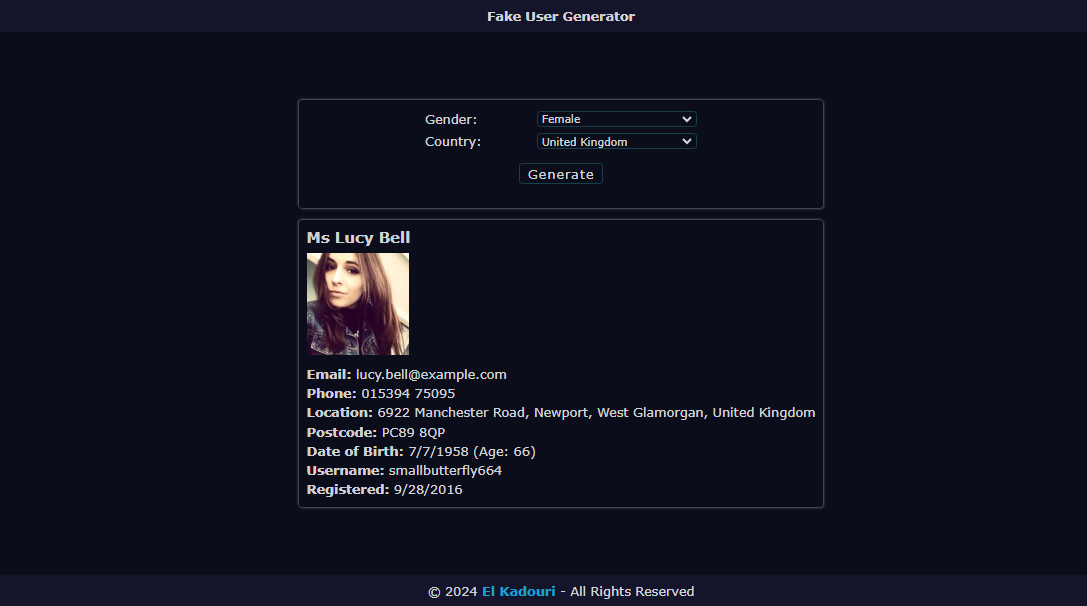 Fake User Generator
Gender: Female
Country: United Kingdom
Generate
Ms Lucy Bell
Email: lucy.bell@example.com
Phone: 015394 75095
Location: 6922 Manchester Road, Newport, West Glamorgan, United Kingdom
Postcode: PC89 8QP
Date of Birth: 7/7/1958 (Age: 66)
Username: smallbutterfly664
Registered: 9/28/2016
© 2024 El Kadouri - All Rights Reserved